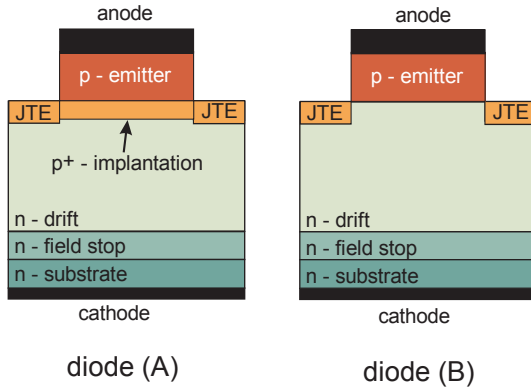 anode
p - emitter
JTE
JTE
p+ - implantation
n - drift
n - field stop
n - substrate
cathode
diode (A)
anode
p - emitter
JTE
JTE
n - drift
n - field stop
n - substrate
cathode
diode (B)